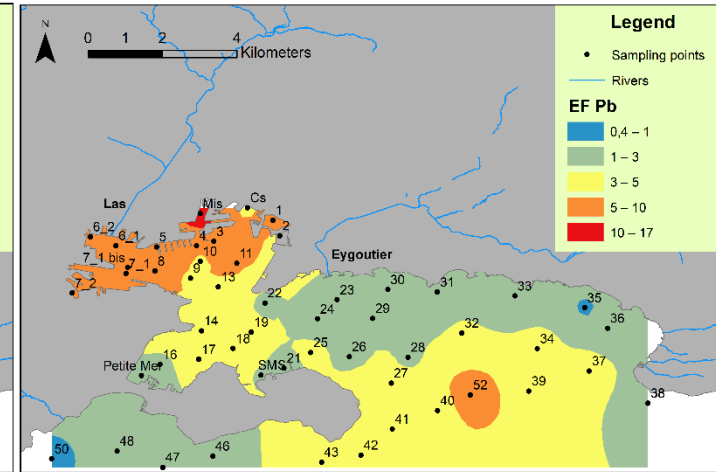 N
0 1 2 4
Kilometers
Legend
Sampling points
Rivers
EF Pb
0,4 – 1
1 – 3
3 – 5
5 – 10
10 – 17
Las
Mis
Cs
1
2
6_2
6_1
5
4
3
10
11
7_1 bis
7_1
8
9
7_2
13
Eygoutier
22
23
30
31
33
35
24
29
36
14
19
18
17
16
Petite Mer
SMS
21
25
26
28
32
34
37
27
39
38
52
40
41
50
48
47
46
43
42